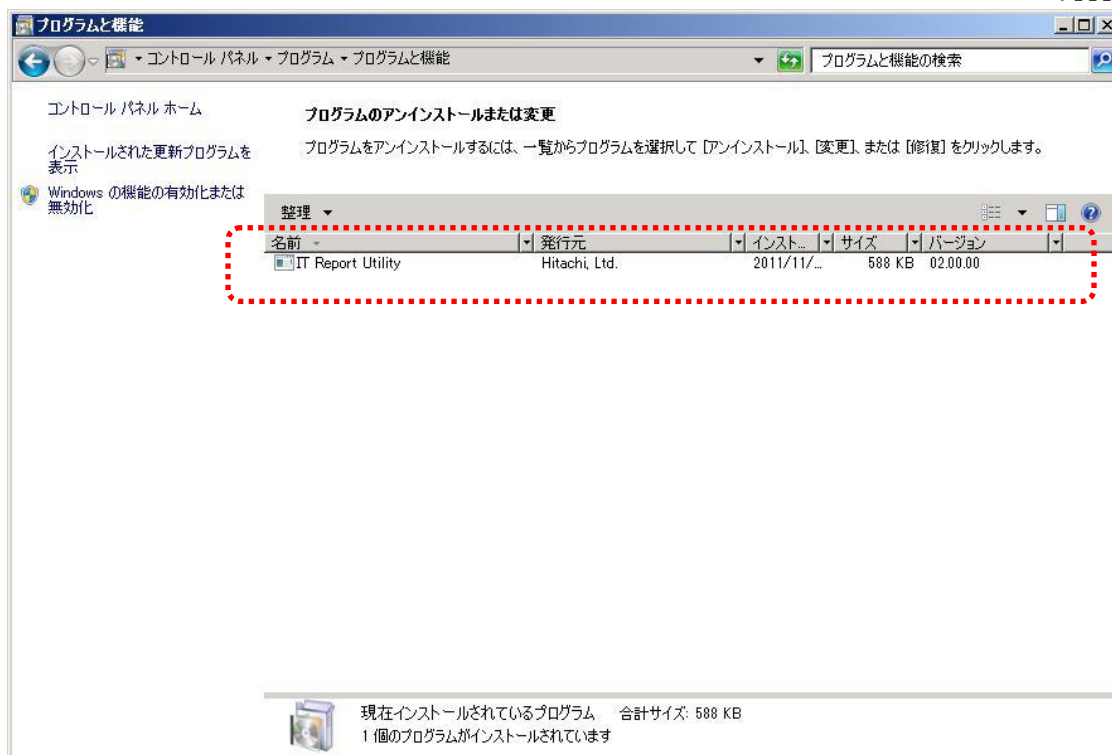 プログラムと機能
コントロール パネル ▾ プログラム ▾ プログラムと機能
プログラムと機能の検索
コントロール パネル ホーム
インストールされた更新プログラムを
表示
Windows の機能の有効化または
無効化
プログラムのアンインストールまたは変更
プログラムをアンインストールするには、一覧からプログラムを選択して [アンインストール]、[変更]、または [修復] をクリックします。
整理 ▾
名前 発行元 インスト... サイズ バージョン
IT Report Utility Hitachi, Ltd. 2011/11/... 588 KB 02.00.00
現在インストールされているプログラム 合計サイズ: 588 KB
1 個のプログラムがインストールされています